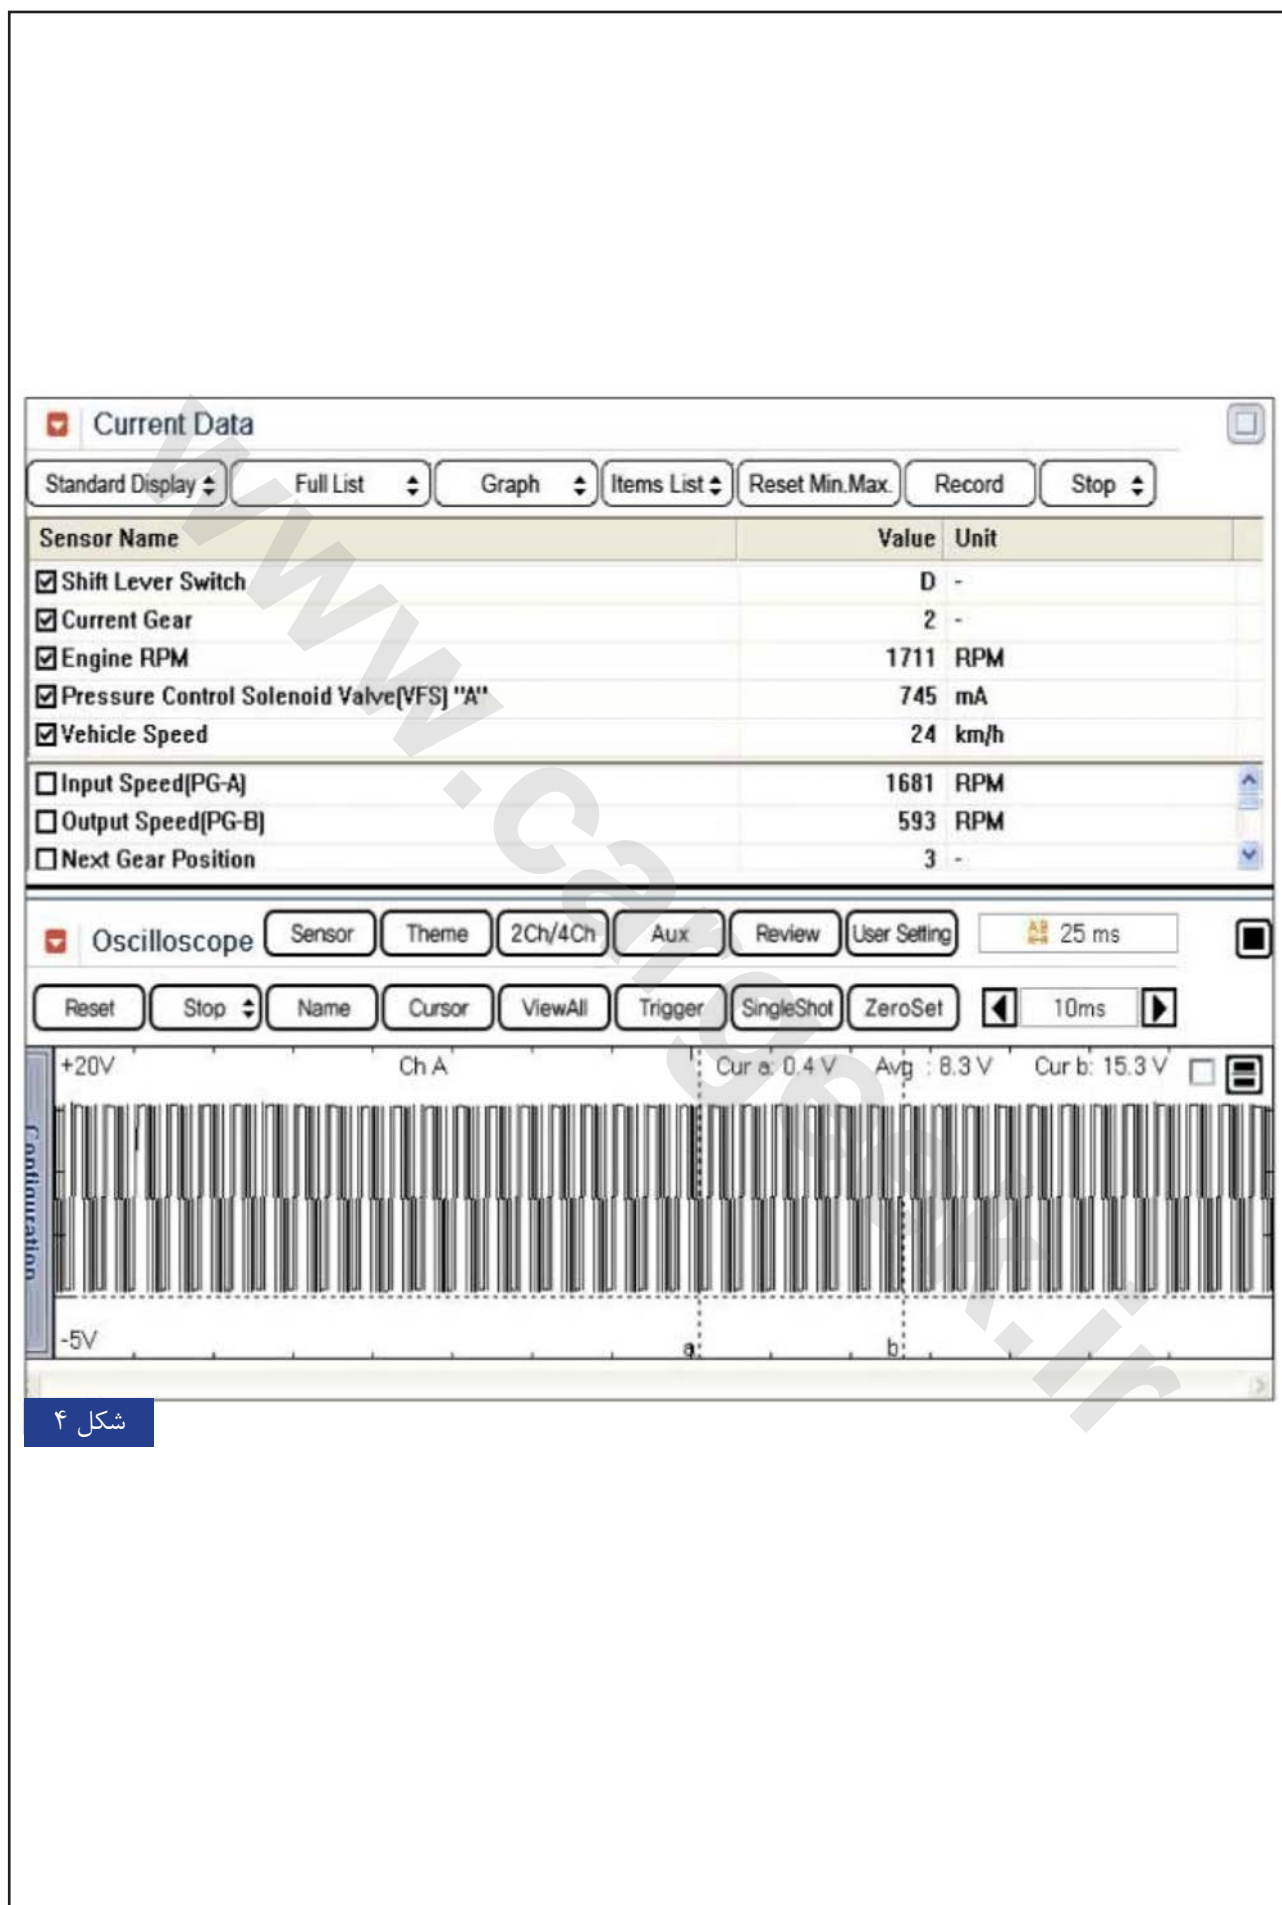 Current Data
Standard Display Full List Graph Items List Reset Min.Max. Record Stop
Sensor Name Value Unit
Shift Lever Switch D -
Current Gear 2 -
Engine RPM 1711 RPM
Pressure Control Solenoid Valve(VFS) "A" 745 mA
Vehicle Speed 24 km/h
Input Speed(PG-A) 1681 RPM
Output Speed(PG-B) 593 RPM
Next Gear Position 3 -
Oscilloscope Sensor Theme 2Ch/4Ch Aux Review User Setting AB 25 ms
Reset Stop Name Cursor ViewAll Trigger SingleShot ZeroSet 10ms
+20V Ch A Cur a: 0.4 V Avg : 8.3 V Cur b: 15.3 V
Configuration
-5V a b
شکل ۴
www.cargeek.ir